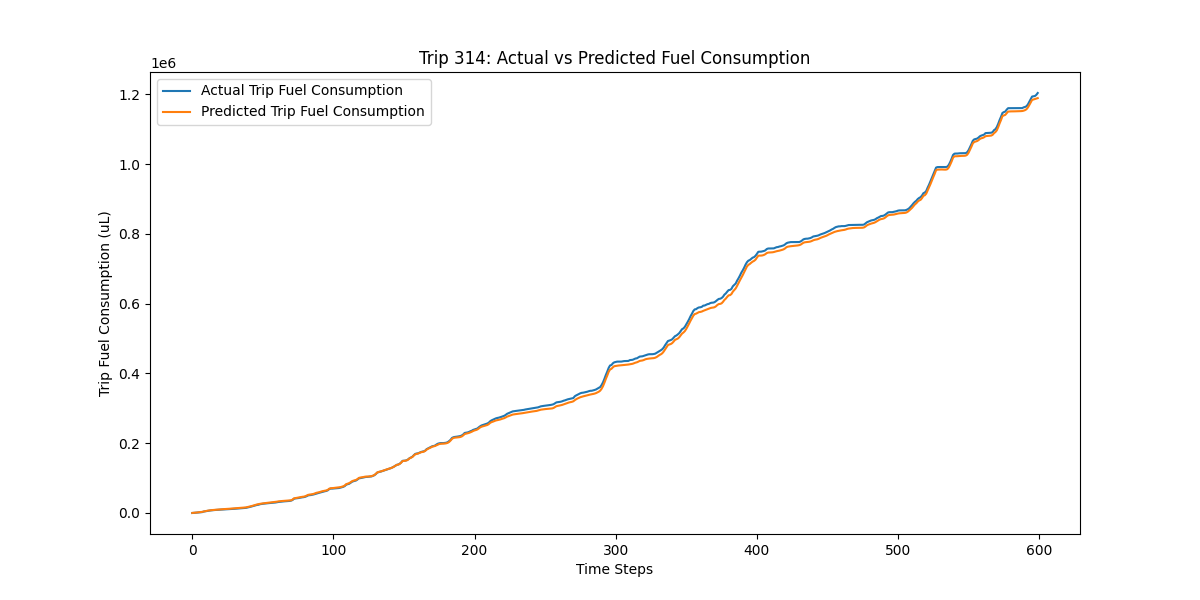 Trip 314: Actual vs Predicted Fuel Consumption
1e6
Actual Trip Fuel Consumption
Predicted Trip Fuel Consumption
1.2
1.0
0.8
0.6
0.4
0.2
0.0
Trip Fuel Consumption (uL)
0 100 200 300 400 500 600
Time Steps